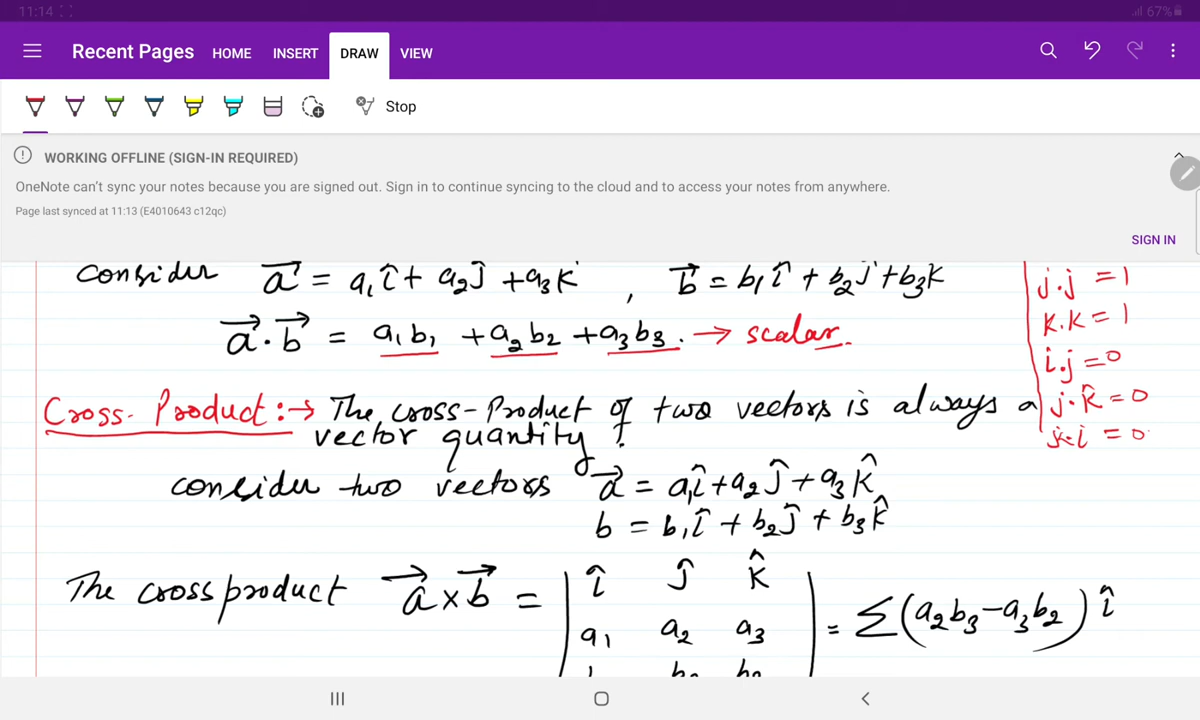 11:14
67%
Recent Pages HOME INSERT DRAW VIEW
Stop
WORKING OFFLINE (SIGN-IN REQUIRED)
OneNote can't sync your notes because you are signed out. Sign in to continue syncing to the cloud and to access your notes from anywhere.
Page last synced at 11:13 (E4010643 c12qc)
SIGN IN
consider a⃗ = a₁î + a₂ĵ + a₃k̂ , b⃗ = b₁î + b₂ĵ + b₃k
a⃗·b⃗ = a₁b₁ + a₂b₂ + a₃b₃. → scalar.
j·j = 1
k·k = 1
î·j = 0
j·k̂ = 0
k·i = 0
Cross-Product :→ The cross-Product of two vectors is always a
vector quantity.
consider two vectors a⃗ = a₁î + a₂ĵ + a₃k̂
b = b₁î + b₂ĵ + b₃k̂
The cross product a⃗×b⃗ = | î ĵ k̂ | = Σ(a₂b₃ − a₃b₂) î
a₁ a₂ a₃